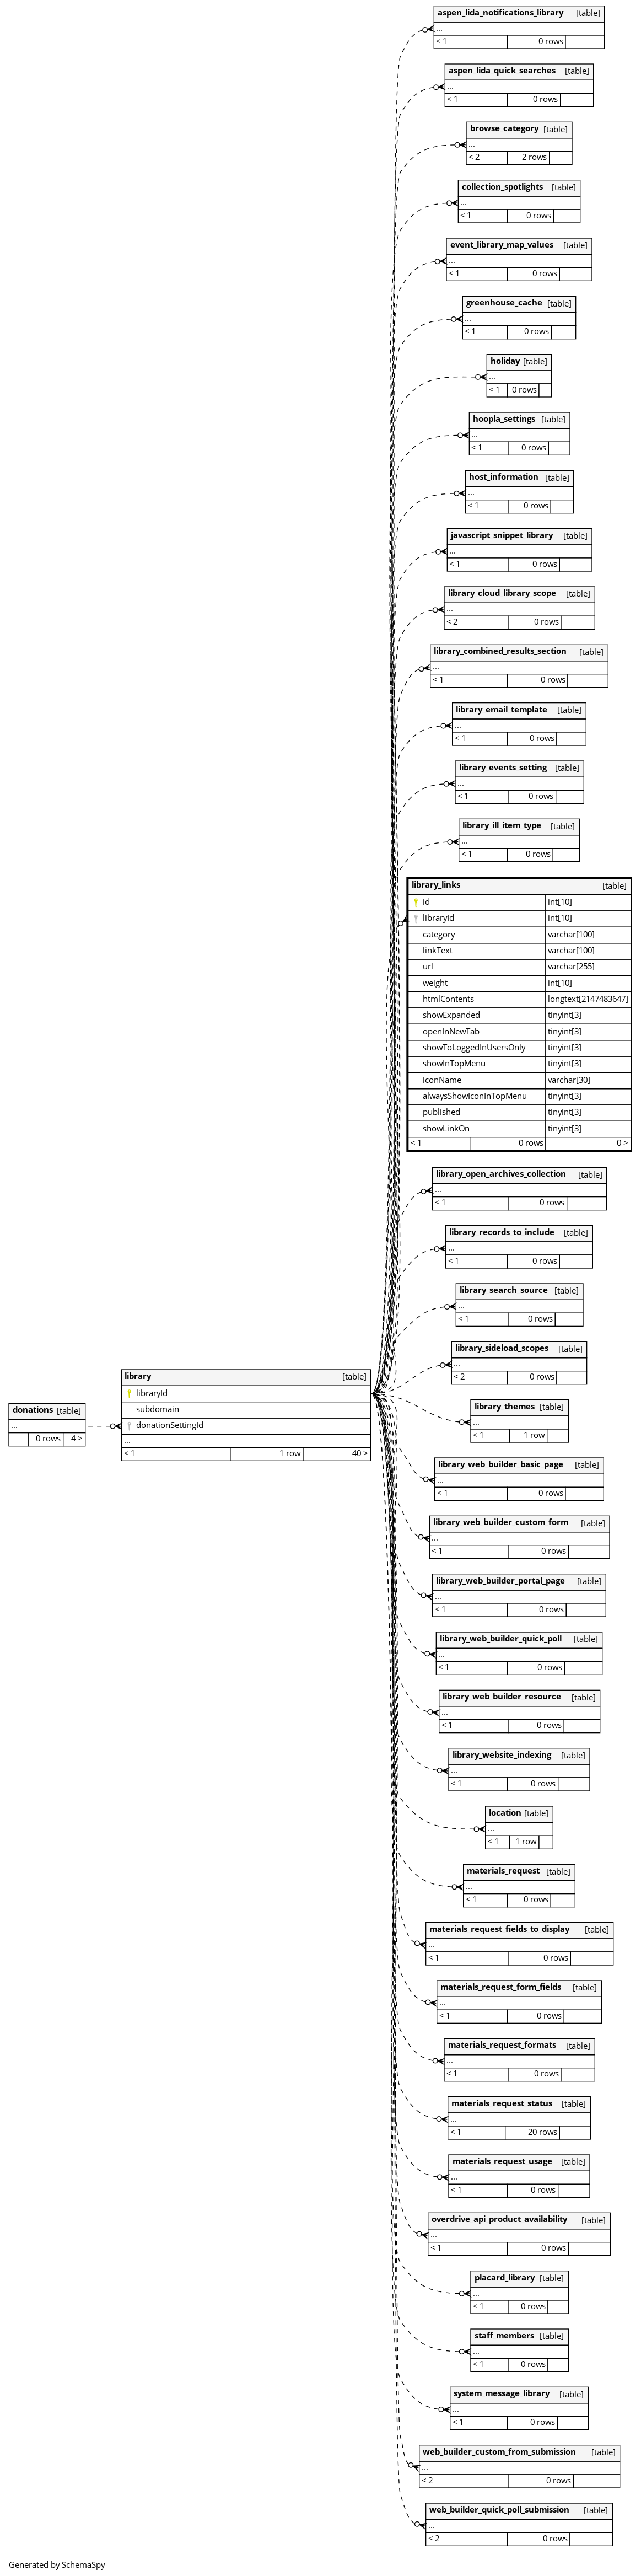 aspen_lida_notifications_library [table]
...
< 1 0 rows
aspen_lida_quick_searches [table]
...
< 1 0 rows
browse_category [table]
...
< 2 2 rows
collection_spotlights [table]
...
< 1 0 rows
event_library_map_values [table]
...
< 1 0 rows
greenhouse_cache [table]
...
< 1 0 rows
holiday [table]
...
< 1 0 rows
hoopla_settings [table]
...
< 1 0 rows
host_information [table]
...
< 1 0 rows
javascript_snippet_library [table]
...
< 1 0 rows
library_cloud_library_scope [table]
...
< 2 0 rows
library_combined_results_section [table]
...
< 1 0 rows
library_email_template [table]
...
< 1 0 rows
library_events_setting [table]
...
< 1 0 rows
library_ill_item_type [table]
...
< 1 0 rows
library_links [table]
id int[10]
libraryId int[10]
category varchar[100]
linkText varchar[100]
url varchar[255]
weight int[10]
htmlContents longtext[2147483647]
showExpanded tinyint[3]
openInNewTab tinyint[3]
showToLoggedInUsersOnly tinyint[3]
showInTopMenu tinyint[3]
iconName varchar[30]
alwaysShowIconInTopMenu tinyint[3]
published tinyint[3]
showLinkOn tinyint[3]
< 1 0 rows 0 >
library_open_archives_collection [table]
...
< 1 0 rows
library_records_to_include [table]
...
< 1 0 rows
library_search_source [table]
...
< 1 0 rows
library_sideload_scopes [table]
...
< 2 0 rows
library_themes [table]
...
< 1 1 row
library [table]
libraryId
subdomain
donationSettingId
...
< 1 1 row 40 >
donations [table]
...
0 rows 4 >
library_web_builder_basic_page [table]
...
< 1 0 rows
library_web_builder_custom_form [table]
...
< 1 0 rows
library_web_builder_portal_page [table]
...
< 1 0 rows
library_web_builder_quick_poll [table]
...
< 1 0 rows
library_web_builder_resource [table]
...
< 1 0 rows
library_website_indexing [table]
...
< 1 0 rows
location [table]
...
< 1 1 row
materials_request [table]
...
< 1 0 rows
materials_request_fields_to_display [table]
...
< 1 0 rows
materials_request_form_fields [table]
...
< 1 0 rows
materials_request_formats [table]
...
< 1 0 rows
materials_request_status [table]
...
< 1 20 rows
materials_request_usage [table]
...
< 1 0 rows
overdrive_api_product_availability [table]
...
< 1 0 rows
placard_library [table]
...
< 1 0 rows
staff_members [table]
...
< 1 0 rows
system_message_library [table]
...
< 1 0 rows
web_builder_custom_from_submission [table]
...
< 2 0 rows
web_builder_quick_poll_submission [table]
...
< 2 0 rows
Generated by SchemaSpy